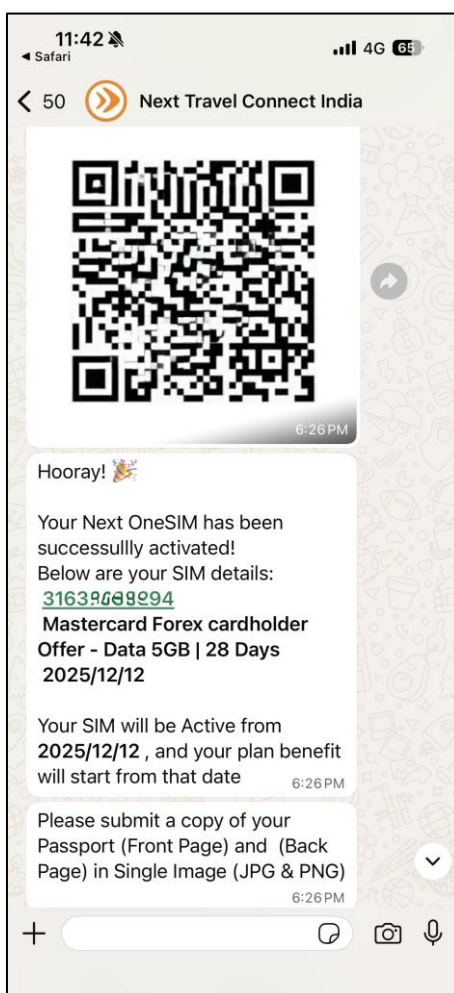 11:42
Safari
4G 65
50 Next Travel Connect India
6:26 PM
Hooray!
Your Next OneSIM has been
successullly activated!
Below are your SIM details:
Mastercard Forex cardholder
Offer - Data 5GB | 28 Days
2025/12/12
Your SIM will be Active from
2025/12/12 , and your plan benefit
will start from that date
6:26 PM
Please submit a copy of your
Passport (Front Page) and (Back
Page) in Single Image (JPG & PNG)
6:26 PM